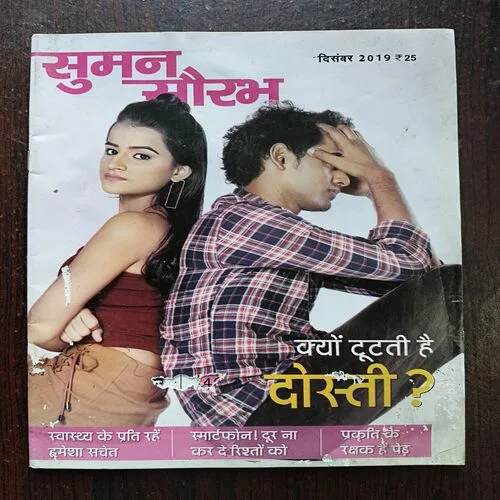 सुमन
सौरभ
दिसंबर 2019 ₹ 25
क्यों टूटती है
दोस्ती ?
स्वास्थ्य के प्रति रहें
हमेशा सचेत
स्मार्टफोन! दूर ना
कर दे रिश्तों को
प्रकृति के
रक्षक हैं पेड़